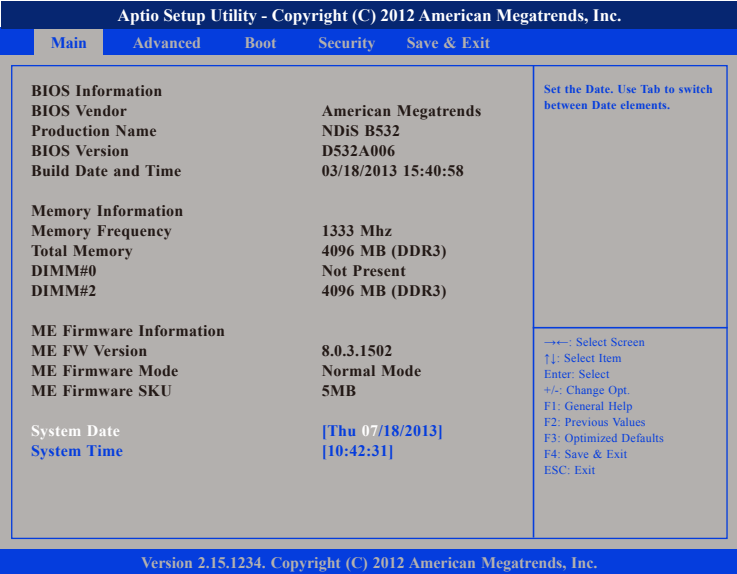 Aptio Setup Utility - Copyright (C) 2012 American Megatrends, Inc.
Main Advanced Boot Security Save & Exit
BIOS Information
BIOS Vendor American Megatrends
Production Name NDiS B532
BIOS Version D532A006
Build Date and Time 03/18/2013 15:40:58
Memory Information
Memory Frequency 1333 Mhz
Total Memory 4096 MB (DDR3)
DIMM#0 Not Present
DIMM#2 4096 MB (DDR3)
ME Firmware Information
ME FW Version 8.0.3.1502
ME Firmware Mode Normal Mode
ME Firmware SKU 5MB
System Date [Thu 07/18/2013]
System Time [10:42:31]
Set the Date. Use Tab to switch
between Date elements.
→←: Select Screen
↑↓: Select Item
Enter: Select
+/-: Change Opt.
F1: General Help
F2: Previous Values
F3: Optimized Defaults
F4: Save & Exit
ESC: Exit
Version 2.15.1234. Copyright (C) 2012 American Megatrends, Inc.